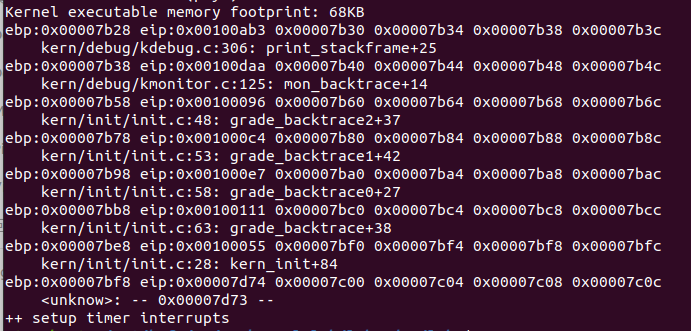 Kernel executable memory footprint: 68KB
ebp:0x00007b28 eip:0x00100ab3 0x00007b30 0x00007b34 0x00007b38 0x00007b3c
kern/debug/kdebug.c:306: print_stackframe+25
ebp:0x00007b38 eip:0x00100daa 0x00007b40 0x00007b44 0x00007b48 0x00007b4c
kern/debug/kmonitor.c:125: mon_backtrace+14
ebp:0x00007b58 eip:0x00100096 0x00007b60 0x00007b64 0x00007b68 0x00007b6c
kern/init/init.c:48: grade_backtrace2+37
ebp:0x00007b78 eip:0x001000c4 0x00007b80 0x00007b84 0x00007b88 0x00007b8c
kern/init/init.c:53: grade_backtrace1+42
ebp:0x00007b98 eip:0x001000e7 0x00007ba0 0x00007ba4 0x00007ba8 0x00007bac
kern/init/init.c:58: grade_backtrace0+27
ebp:0x00007bb8 eip:0x00100111 0x00007bc0 0x00007bc4 0x00007bc8 0x00007bcc
kern/init/init.c:63: grade_backtrace+38
ebp:0x00007be8 eip:0x00100055 0x00007bf0 0x00007bf4 0x00007bf8 0x00007bfc
kern/init/init.c:28: kern_init+84
ebp:0x00007bf8 eip:0x00007d74 0x00007c00 0x00007c04 0x00007c08 0x00007c0c
<unknow>: -- 0x00007d73 --
++ setup timer interrupts